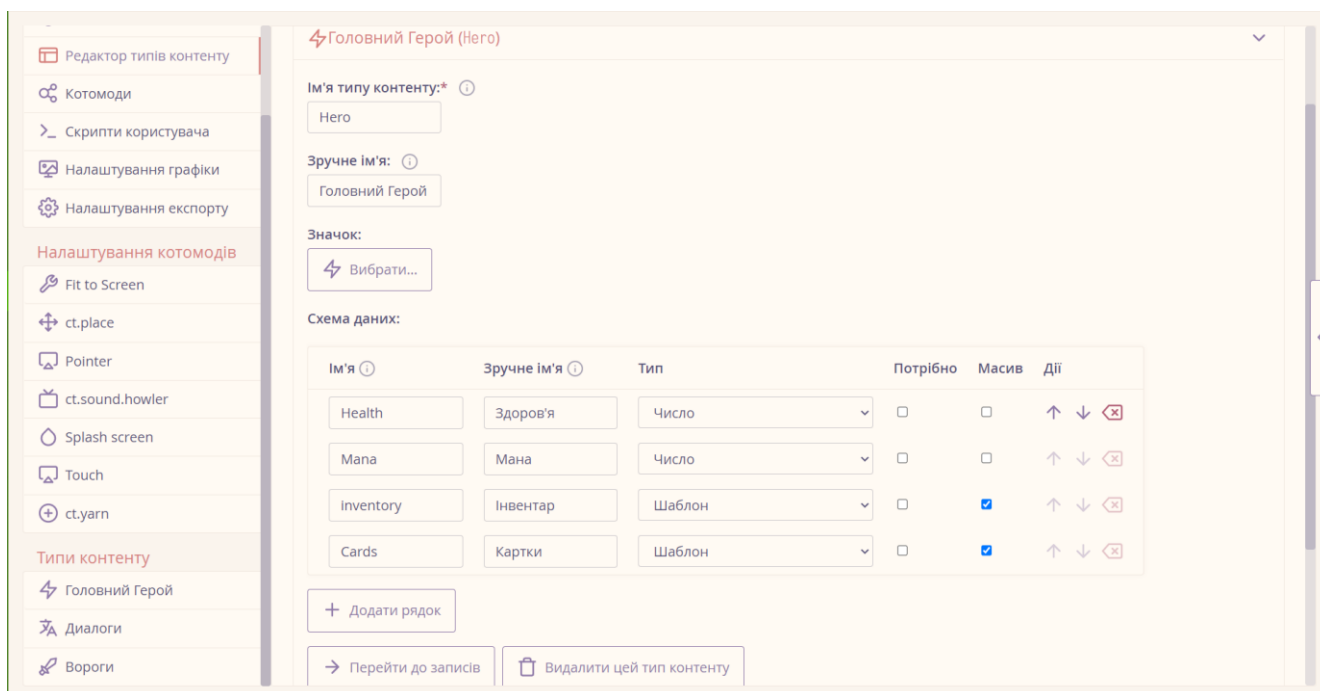 Редактор типів контенту
Котомоди
Скрипти користувача
Налаштування графіки
Налаштування експорту
Налаштування котомодів
Fit to Screen
ct.place
Pointer
ct.sound.howler
Splash screen
Touch
ct.yarn
Типи контенту
Головний Герой
Диалоги
Вороги
Головний Герой (Hero)
Ім'я типу контенту:*
Hero
Зручне ім'я:
Головний Герой
Значок:
Вибрати...
Схема даних:
Ім'я Зручне ім'я Тип Потрібно Масив Дії
Health Здоров'я Число
Mana Мана Число
Inventory Інвентар Шаблон
Cards Картки Шаблон
Додати рядок
Перейти до записів Видалити цей тип контенту